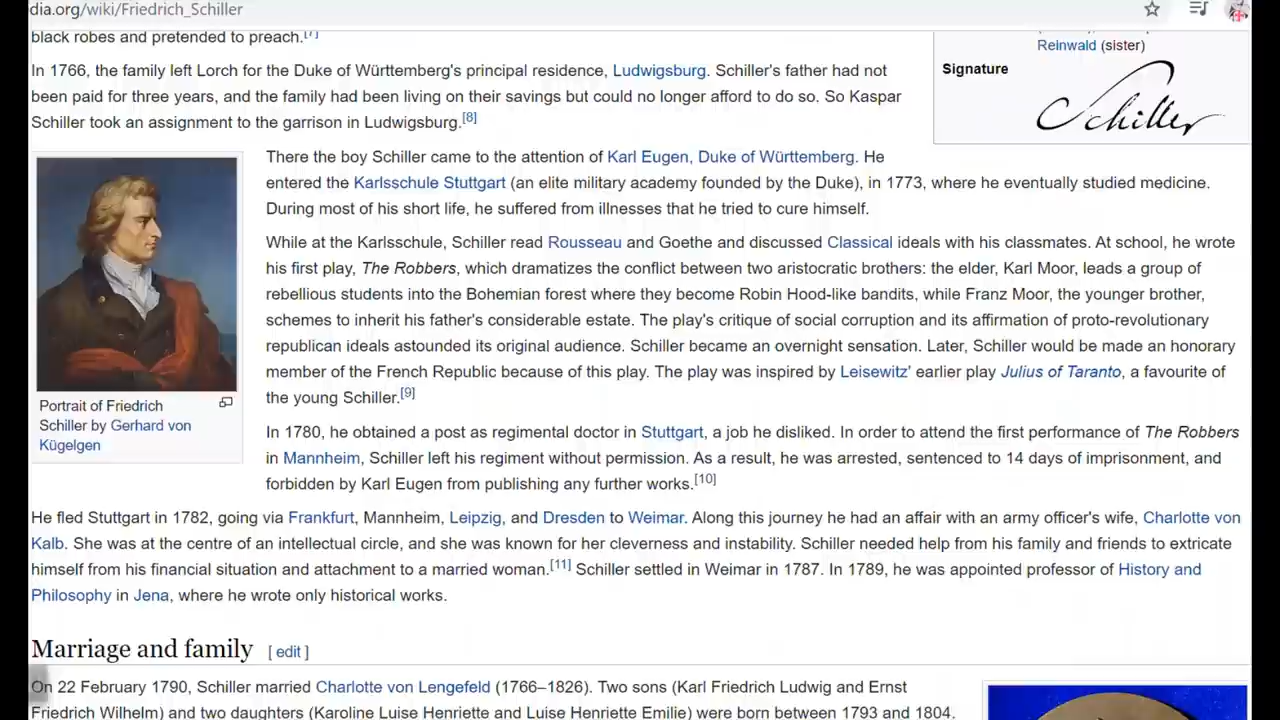 dia.org/wiki/Friedrich_Schiller
black robes and pretended to preach.[7]
Reinwald (sister)
Signature
Schiller
In 1766, the family left Lorch for the Duke of Württemberg's principal residence, Ludwigsburg. Schiller's father had not
been paid for three years, and the family had been living on their savings but could no longer afford to do so. So Kaspar
Schiller took an assignment to the garrison in Ludwigsburg.[8]
There the boy Schiller came to the attention of Karl Eugen, Duke of Württemberg. He
entered the Karlsschule Stuttgart (an elite military academy founded by the Duke), in 1773, where he eventually studied medicine.
During most of his short life, he suffered from illnesses that he tried to cure himself.
While at the Karlsschule, Schiller read Rousseau and Goethe and discussed Classical ideals with his classmates. At school, he wrote
his first play, The Robbers, which dramatizes the conflict between two aristocratic brothers: the elder, Karl Moor, leads a group of
rebellious students into the Bohemian forest where they become Robin Hood-like bandits, while Franz Moor, the younger brother,
schemes to inherit his father's considerable estate. The play's critique of social corruption and its affirmation of proto-revolutionary
republican ideals astounded its original audience. Schiller became an overnight sensation. Later, Schiller would be made an honorary
member of the French Republic because of this play. The play was inspired by Leisewitz' earlier play Julius of Taranto, a favourite of
the young Schiller.[9]
Portrait of Friedrich
Schiller by Gerhard von
Kügelgen
In 1780, he obtained a post as regimental doctor in Stuttgart, a job he disliked. In order to attend the first performance of The Robbers
in Mannheim, Schiller left his regiment without permission. As a result, he was arrested, sentenced to 14 days of imprisonment, and
forbidden by Karl Eugen from publishing any further works.[10]
He fled Stuttgart in 1782, going via Frankfurt, Mannheim, Leipzig, and Dresden to Weimar. Along this journey he had an affair with an army officer's wife, Charlotte von
Kalb. She was at the centre of an intellectual circle, and she was known for her cleverness and instability. Schiller needed help from his family and friends to extricate
himself from his financial situation and attachment to a married woman.[11] Schiller settled in Weimar in 1787. In 1789, he was appointed professor of History and
Philosophy in Jena, where he wrote only historical works.
Marriage and family [ edit ]
On 22 February 1790, Schiller married Charlotte von Lengefeld (1766–1826). Two sons (Karl Friedrich Ludwig and Ernst
Friedrich Wilhelm) and two daughters (Karoline Luise Henriette and Luise Henriette Emilie) were born between 1793 and 1804.